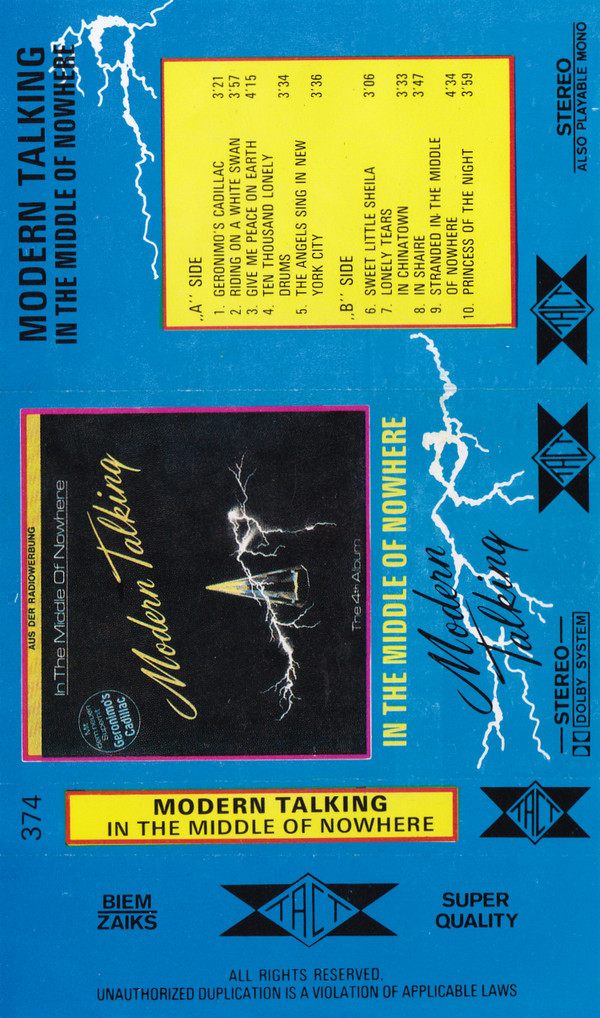 MODERN TALKING
IN THE MIDDLE OF NOWHERE
„A" SIDE
1. GERONIMO'S CADILLAC 3'21
2. RIDING ON A WHITE SWAN 3'57
3. GIVE ME PEACE ON EARTH 4'15
4. TEN THOUSAND LONELY
DRUMS 3'34
5. THE ANGELS SING IN NEW
YORK CITY 3'36
„B" SIDE
6. SWEET LITTLE SHEILA 3'06
7. LONELY TEARS
IN CHINATOWN 3'33
8. IN SHAIRE 3'47
9. STRANDED IN THE MIDDLE
OF NOWHERE 4'34
10. PRINCESS OF THE NIGHT 3'59
STEREO
ALSO PLAYABLE MONO
TACT
AUS DER RADIOWERBUNG
In The Middle Of Nowhere
Modern Talking
Mit
dem neuen
Superhit
Geronimo's
Cadillac
The 4th Album
IN THE MIDDLE OF NOWHERE
Modern
Talking
TACT
STEREO
DOLBY SYSTEM
374
MODERN TALKING
IN THE MIDDLE OF NOWHERE
TACT
BIEM
ZAIKS
TACT
SUPER
QUALITY
ALL RIGHTS RESERVED.
UNAUTHORIZED DUPLICATION IS A VIOLATION OF APPLICABLE LAWS